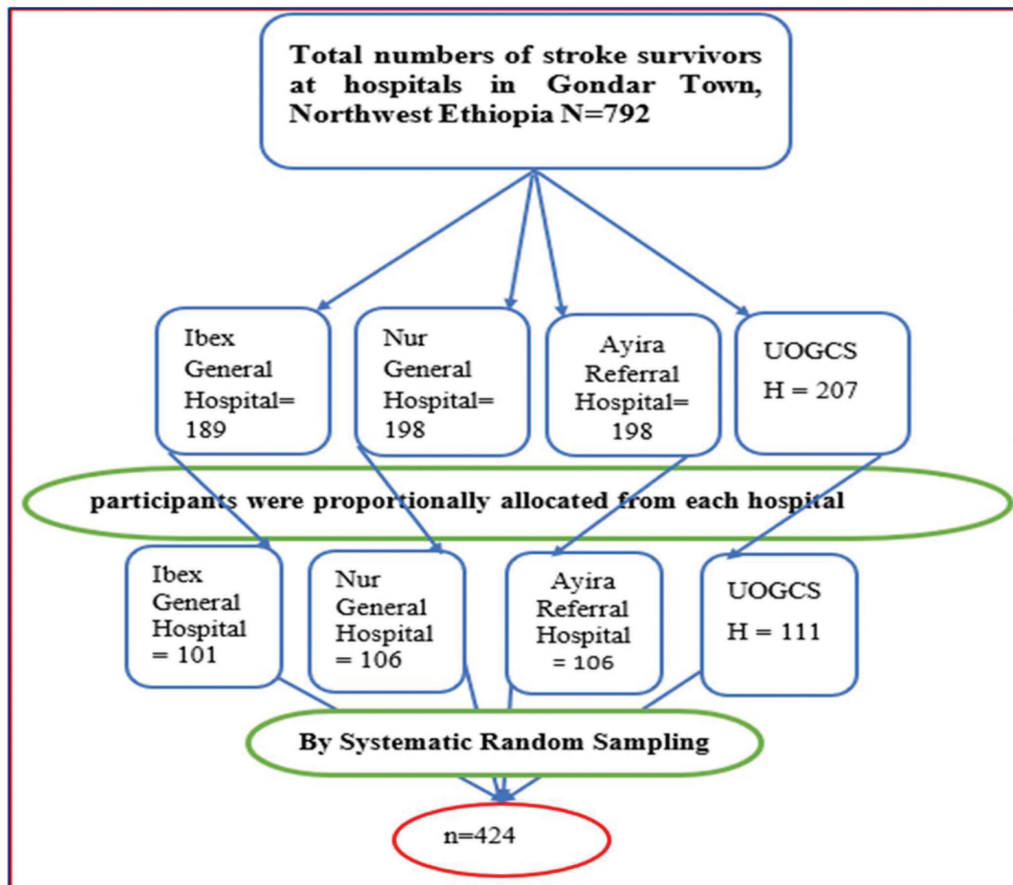 Total numbers of stroke survivors
at hospitals in Gondar Town,
Northwest Ethiopia N=792
Ibex
General
Hospital=
189
Nur
General
Hospital=
198
Ayira
Referral
Hospital=
198
UOGCS
H = 207
participants were proportionally allocated from each hospital
Ibex
General
Hospital
= 101
Nur
General
Hospital
= 106
Ayira
Referral
Hospital
= 106
UOGCS
H = 111
By Systematic Random Sampling
n=424